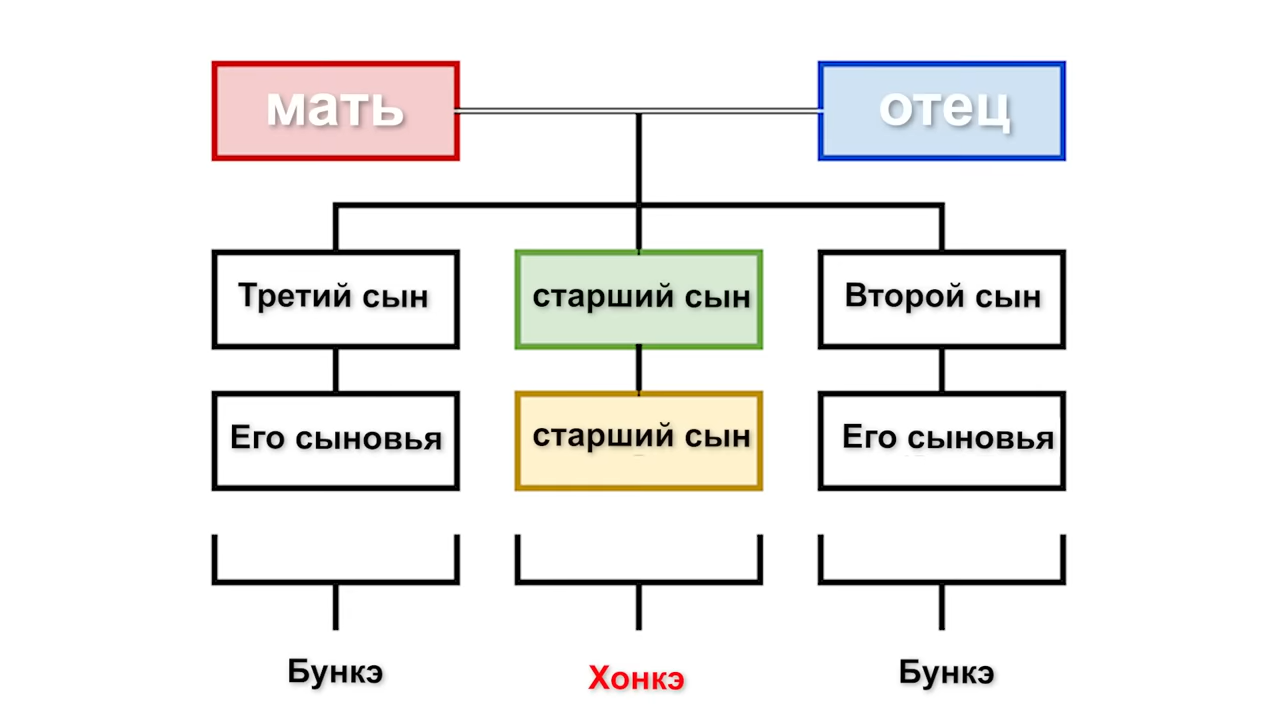 мать
отец
Третий сын
старший сын
Второй сын
Его сыновья
старший сын
Его сыновья
Бункэ
Хонкэ
Бункэ